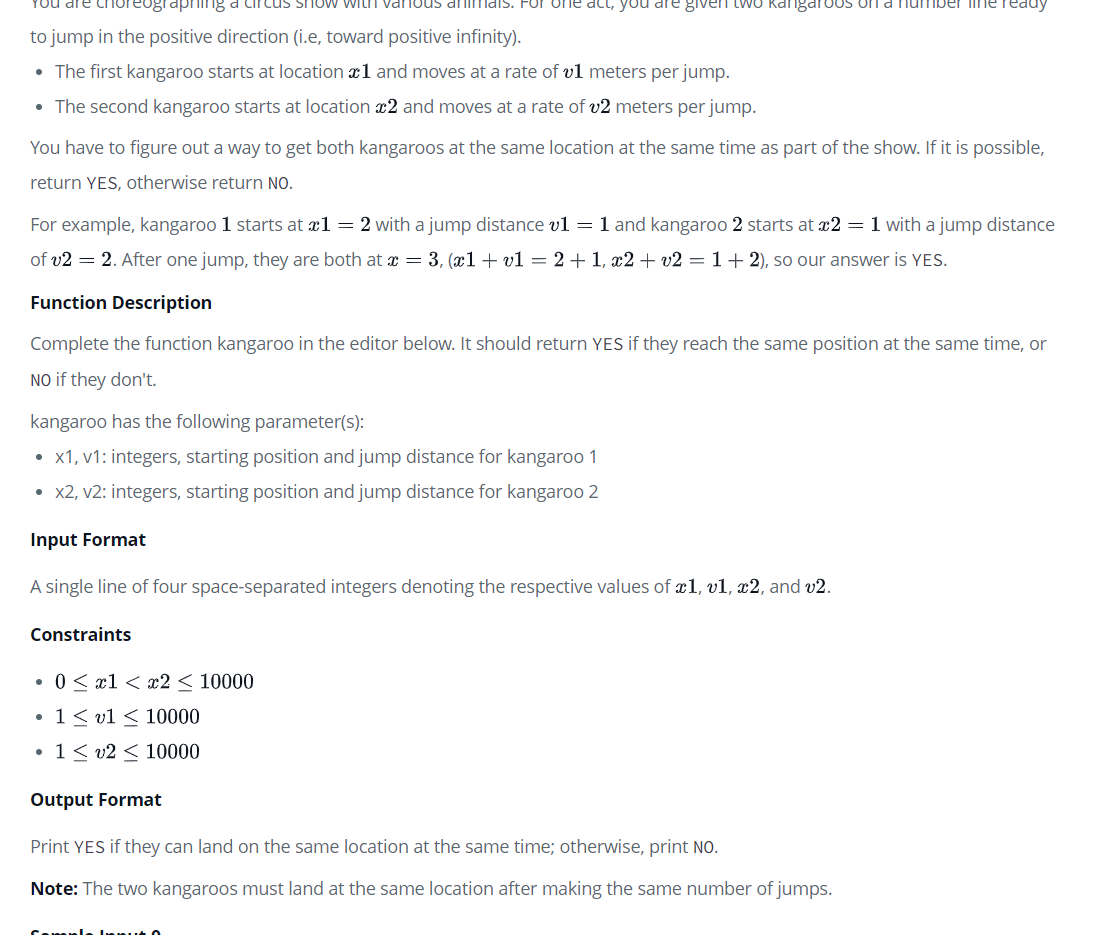 You are choreographing a circus show with various animals. For one act, you are given two kangaroos on a number line ready
to jump in the positive direction (i.e, toward positive infinity).
• The first kangaroo starts at location x1 and moves at a rate of v1 meters per jump.
• The second kangaroo starts at location x2 and moves at a rate of v2 meters per jump.
You have to figure out a way to get both kangaroos at the same location at the same time as part of the show. If it is possible,
return YES, otherwise return NO.
For example, kangaroo 1 starts at x1 = 2 with a jump distance v1 = 1 and kangaroo 2 starts at x2 = 1 with a jump distance
of v2 = 2. After one jump, they are both at x = 3, (x1 + v1 = 2 + 1, x2 + v2 = 1 + 2), so our answer is YES.
Function Description
Complete the function kangaroo in the editor below. It should return YES if they reach the same position at the same time, or
NO if they don't.
kangaroo has the following parameter(s):
• x1, v1: integers, starting position and jump distance for kangaroo 1
• x2, v2: integers, starting position and jump distance for kangaroo 2
Input Format
A single line of four space-separated integers denoting the respective values of x1, v1, x2, and v2.
Constraints
• 0 ≤ x1 < x2 ≤ 10000
• 1 ≤ v1 ≤ 10000
• 1 ≤ v2 ≤ 10000
Output Format
Print YES if they can land on the same location at the same time; otherwise, print NO.
Note: The two kangaroos must land at the same location after making the same number of jumps.
Sample Input 0